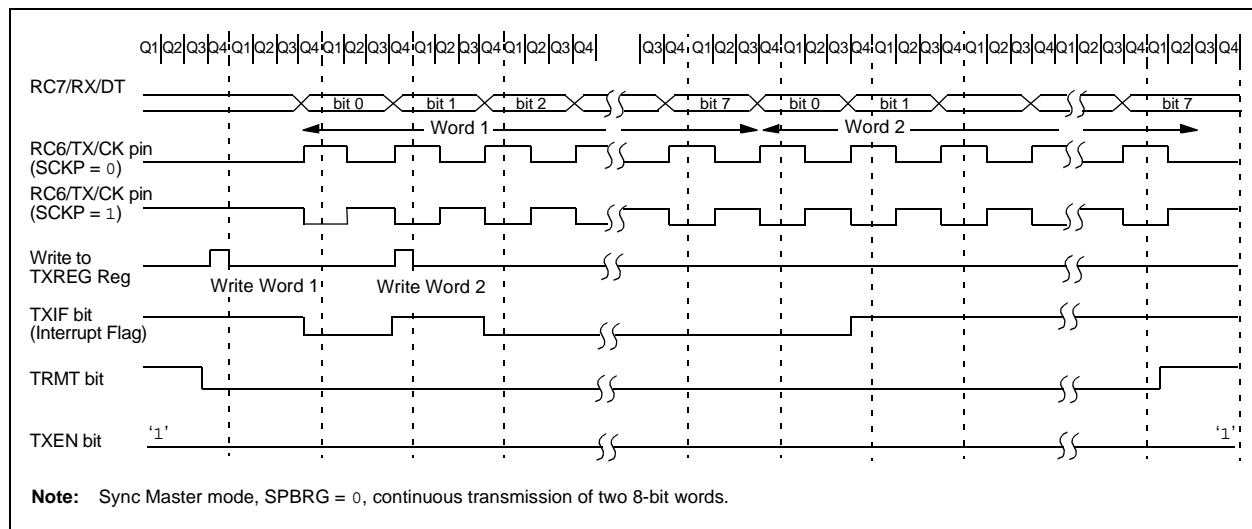 Q1 Q2 Q3 Q4 Q1 Q2 Q3 Q4 Q1 Q2 Q3 Q4 Q1 Q2 Q3 Q4 Q1 Q2 Q3 Q4 Q3 Q4 Q1 Q2 Q3 Q4 Q1 Q2 Q3 Q4 Q1 Q2 Q3 Q4 Q1 Q2 Q3 Q4 Q1 Q2 Q3 Q4 Q1 Q2 Q3 Q4
RC7/RX/DT
bit 0 bit 1 bit 2 bit 7 bit 0 bit 1 bit 7
Word 1 Word 2
RC6/TX/CK pin
(SCKP = 0)
RC6/TX/CK pin
(SCKP = 1)
Write to
TXREG Reg
Write Word 1 Write Word 2
TXIF bit
(Interrupt Flag)
TRMT bit
TXEN bit ‘1’ ‘1’
Note: Sync Master mode, SPBRG = 0, continuous transmission of two 8-bit words.